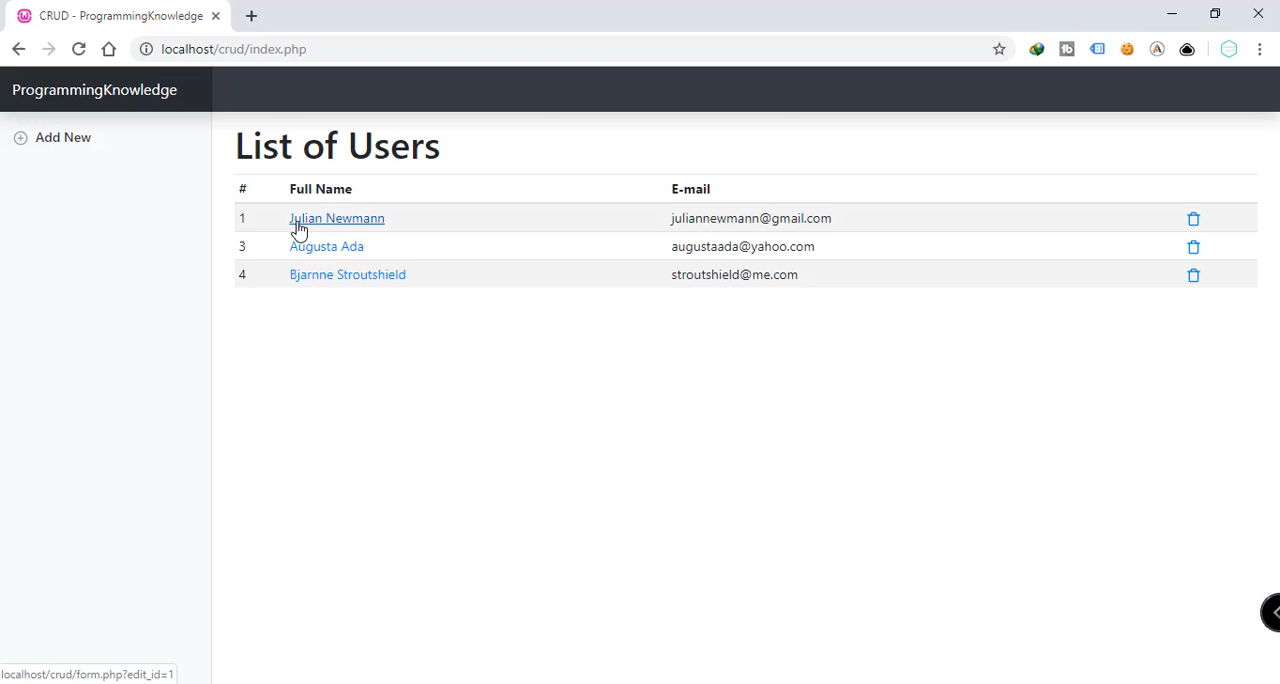 CRUD - ProgrammingKnowledge
localhost/crud/index.php
ProgrammingKnowledge
Add New
List of Users
# Full Name E-mail
1 Julian Newmann juliannewmann@gmail.com
3 Augusta Ada augustaada@yahoo.com
4 Bjarnne Stroutshield stroutshield@me.com
localhost/crud/form.php?edit_id=1